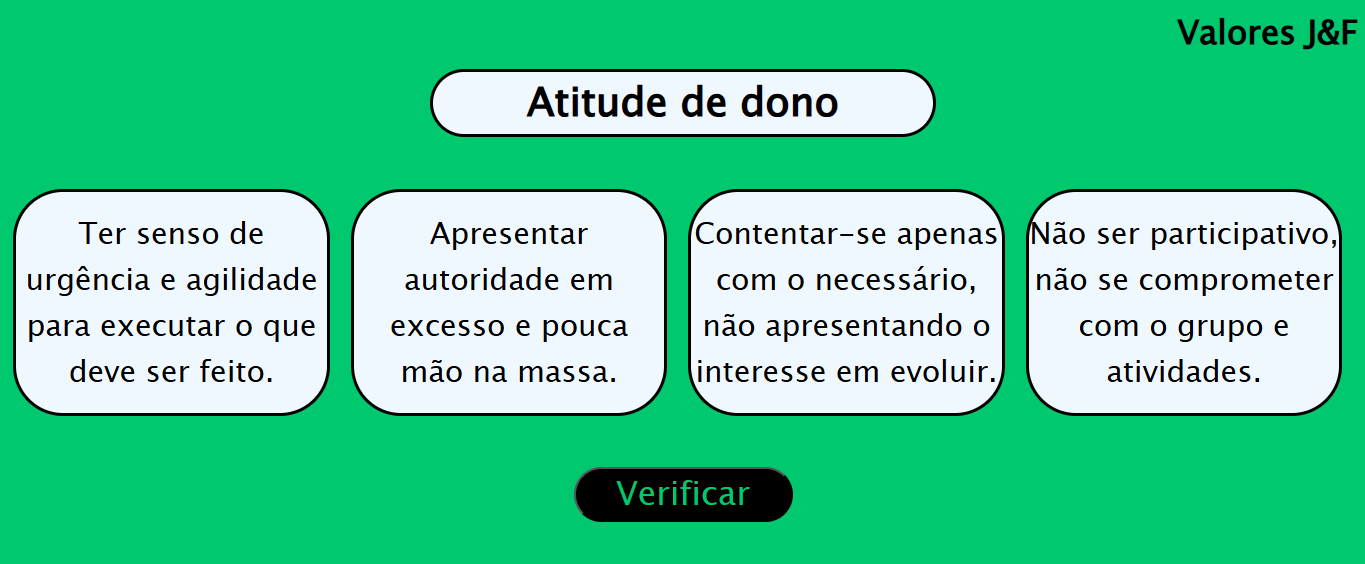 Valores J&F
Atitude de dono
Ter senso de
urgência e agilidade
para executar o que
deve ser feito.
Apresentar
autoridade em
excesso e pouca
mão na massa.
Contentar-se apenas
com o necessário,
não apresentando o
interesse em evoluir.
Não ser participativo,
não se comprometer
com o grupo e
atividades.
Verificar